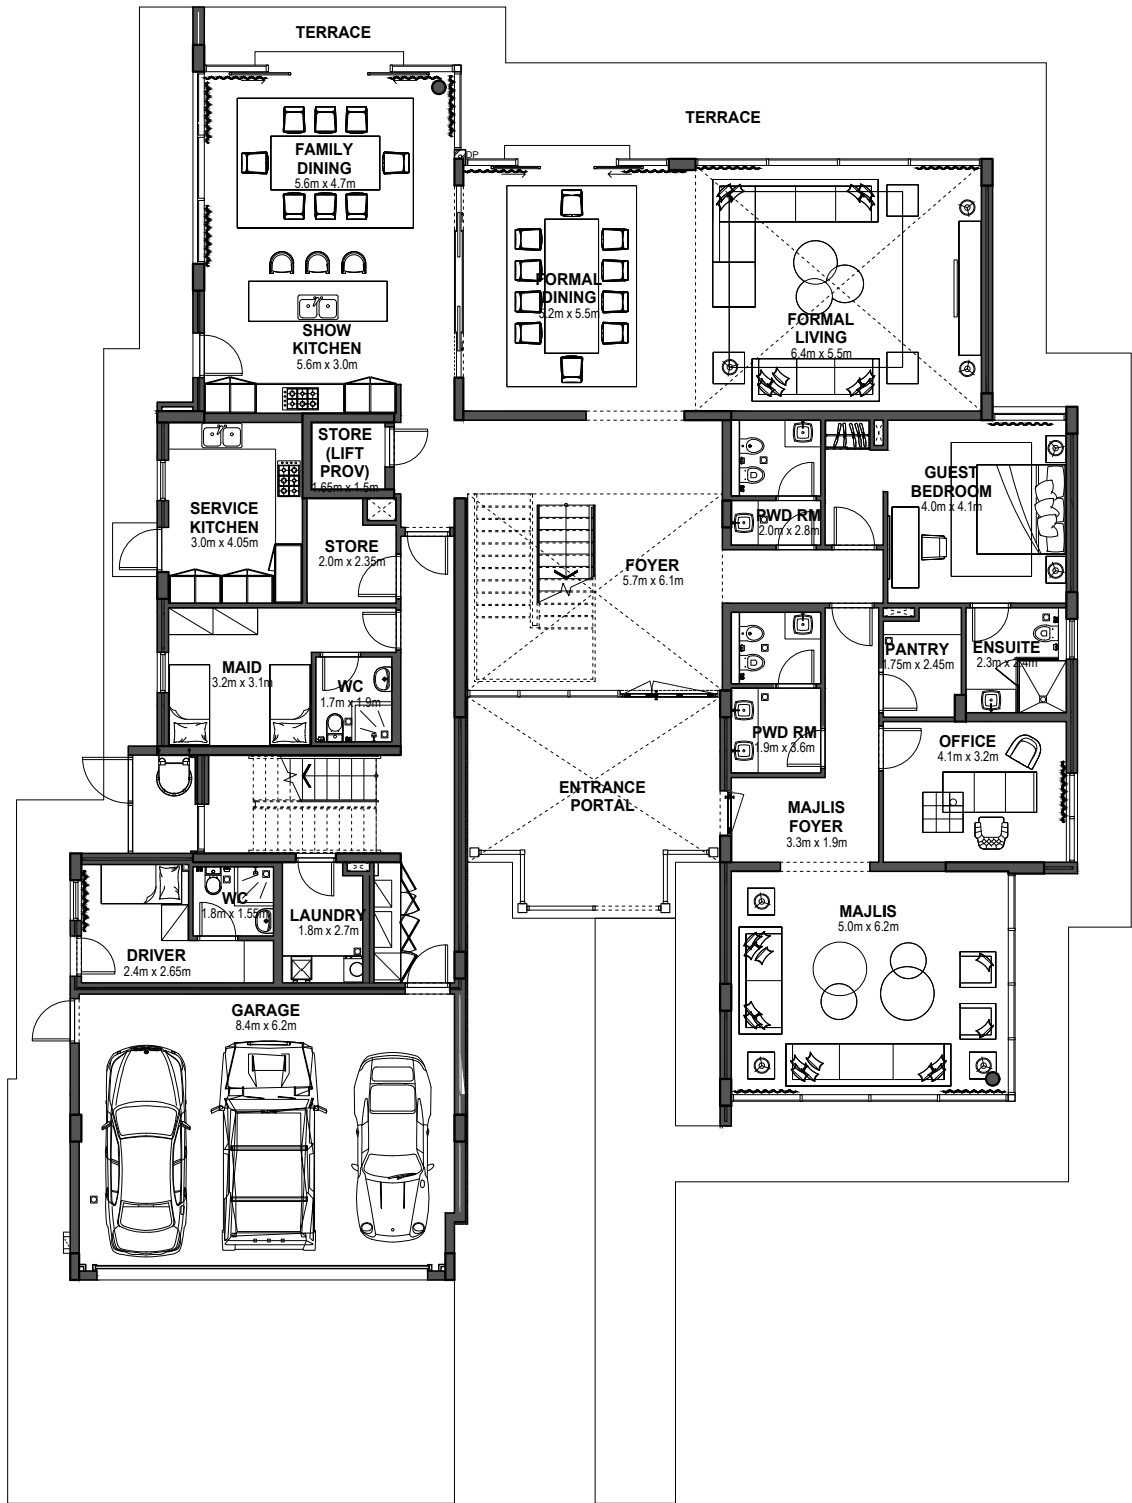 TERRACE
TERRACE
FAMILY
DINING
5.6m x 4.7m
DP
FORMAL
DINING
5.2m x 5.5m
FORMAL
LIVING
6.4m x 5.5m
SHOW
KITCHEN
5.6m x 3.0m
STORE
(LIFT
PROV)
1.65m x 1.5m
SERVICE
KITCHEN
3.0m x 4.05m
STORE
2.0m x 2.35m
FOYER
5.7m x 6.1m
PWD RM
2.0m x 2.8m
GUEST
BEDROOM
4.0m x 4.1m
MAID
3.2m x 3.1m
WC
1.7m x 1.9m
PANTRY
1.75m x 2.45m
ENSUITE
2.3m x 2.4m
PWD RM
1.9m x 3.6m
OFFICE
4.1m x 3.2m
ENTRANCE
PORTAL
MAJLIS
FOYER
3.3m x 1.9m
WC
1.8m x 1.55m
LAUNDRY
1.8m x 2.7m
DRIVER
2.4m x 2.65m
MAJLIS
5.0m x 6.2m
GARAGE
8.4m x 6.2m